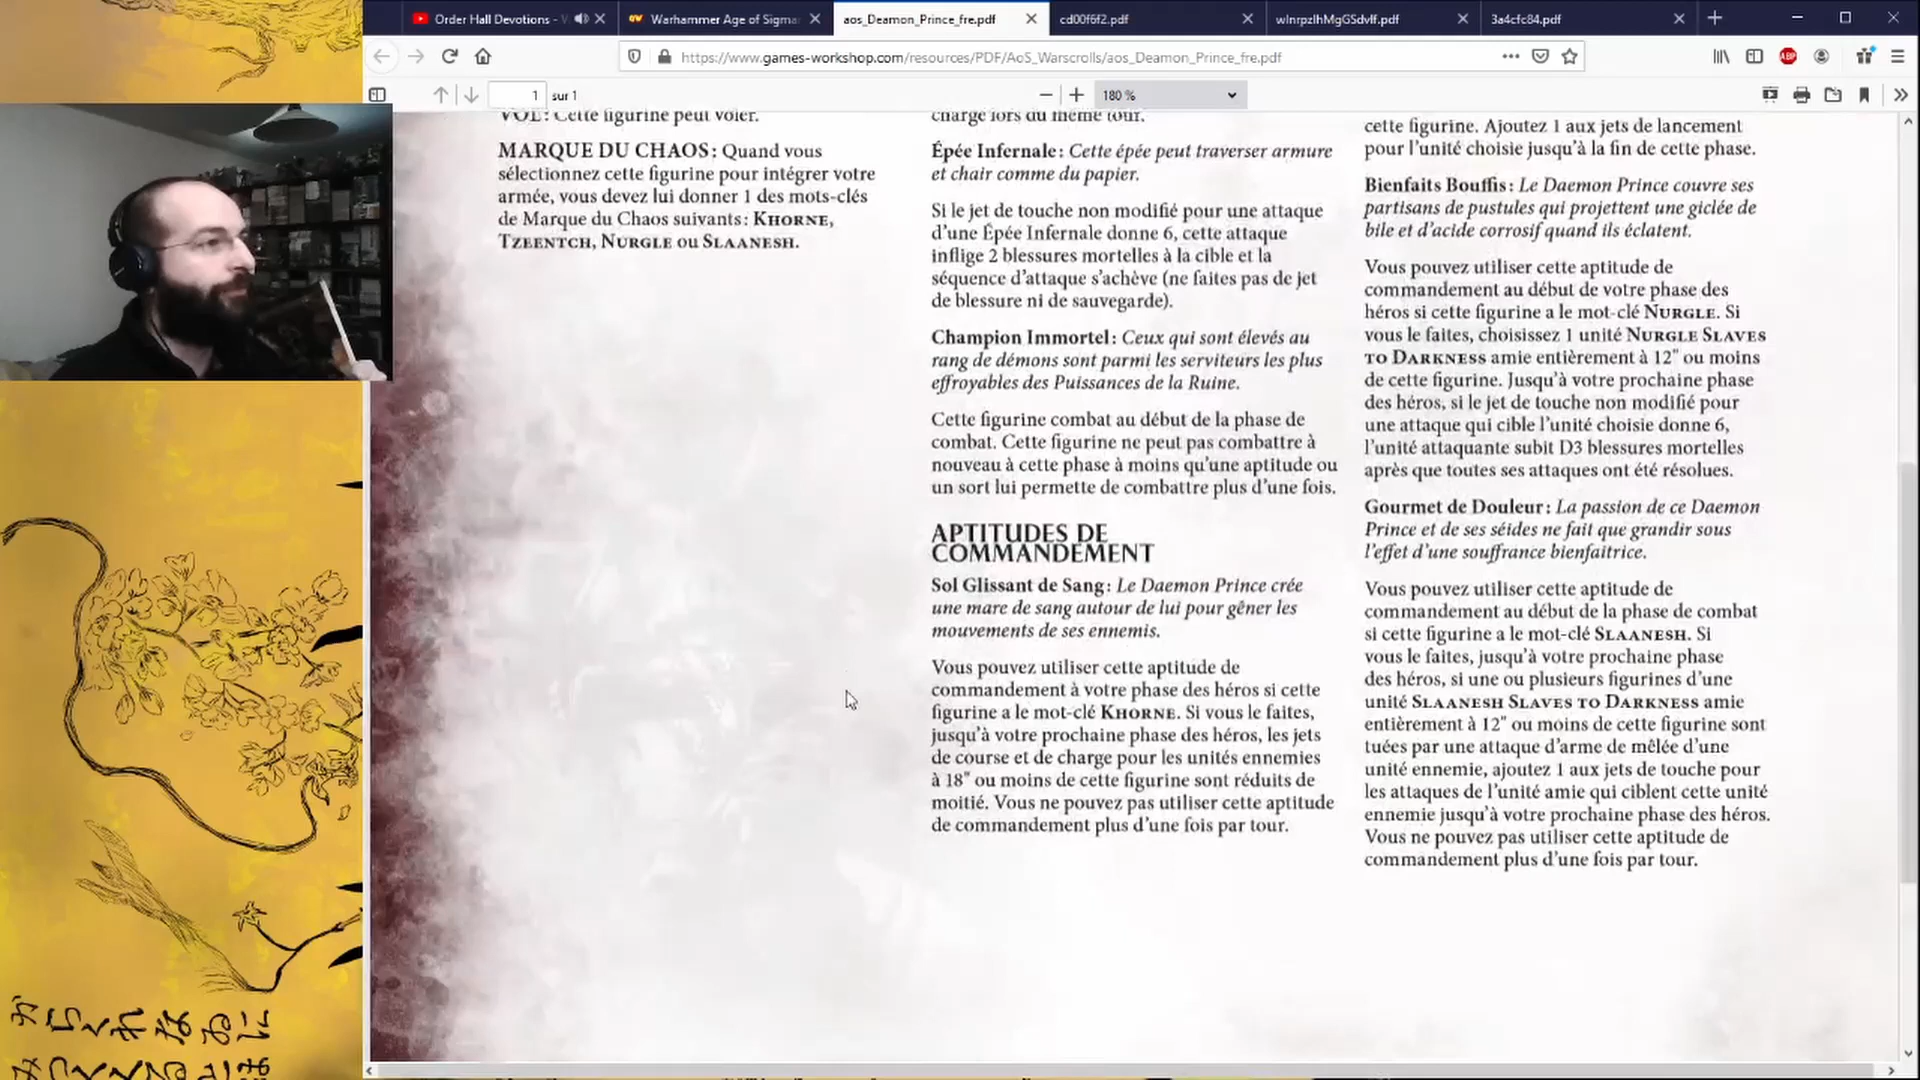 Order Hall Devotions -
Warhammer Age of Sigma
aos_Deamon_Prince_fre.pdf
cd00f6f2.pdf
wInrpzIhMgGSdvIf.pdf
3a4cfc84.pdf
https://www.games-workshop.com/resources/PDF/AoS_Warscrolls/aos_Deamon_Prince_fre.pdf
ABP
1 sur 1
180 %
VOL : Cette figurine peut voler.
MARQUE DU CHAOS : Quand vous
sélectionnez cette figurine pour intégrer votre
armée, vous devez lui donner 1 des mots-clés
de Marque du Chaos suivants : KHORNE,
TZEENTCH, NURGLE ou SLAANESH.
charge lors du même tour.
Épée Infernale : Cette épée peut traverser armure
et chair comme du papier.
Si le jet de touche non modifié pour une attaque
d’une Épée Infernale donne 6, cette attaque
inflige 2 blessures mortelles à la cible et la
séquence d’attaque s’achève (ne faites pas de jet
de blessure ni de sauvegarde).
Champion Immortel : Ceux qui sont élevés au
rang de démons sont parmi les serviteurs les plus
effroyables des Puissances de la Ruine.
Cette figurine combat au début de la phase de
combat. Cette figurine ne peut pas combattre à
nouveau à cette phase à moins qu’une aptitude ou
un sort lui permette de combattre plus d’une fois.
APTITUDES DE
COMMANDEMENT
Sol Glissant de Sang : Le Daemon Prince crée
une mare de sang autour de lui pour gêner les
mouvements de ses ennemis.
Vous pouvez utiliser cette aptitude de
commandement à votre phase des héros si cette
figurine a le mot-clé KHORNE. Si vous le faites,
jusqu’à votre prochaine phase des héros, les jets
de course et de charge pour les unités ennemies
à 18" ou moins de cette figurine sont réduits de
moitié. Vous ne pouvez pas utiliser cette aptitude
de commandement plus d’une fois par tour.
cette figurine. Ajoutez 1 aux jets de lancement
pour l’unité choisie jusqu’à la fin de cette phase.
Bienfaits Bouffis : Le Daemon Prince couvre ses
partisans de pustules qui projettent une giclée de
bile et d’acide corrosif quand ils éclatent.
Vous pouvez utiliser cette aptitude de
commandement au début de votre phase des
héros si cette figurine a le mot-clé NURGLE. Si
vous le faites, choisissez 1 unité NURGLE SLAVES
TO DARKNESS amie entièrement à 12" ou moins
de cette figurine. Jusqu’à votre prochaine phase
des héros, si le jet de touche non modifié pour
une attaque qui cible l’unité choisie donne 6,
l’unité attaquante subit D3 blessures mortelles
après que toutes ses attaques ont été résolues.
Gourmet de Douleur : La passion de ce Daemon
Prince et de ses séides ne fait que grandir sous
l’effet d’une souffrance bienfaitrice.
Vous pouvez utiliser cette aptitude de
commandement au début de la phase de combat
si cette figurine a le mot-clé SLAANESH. Si
vous le faites, jusqu’à votre prochaine phase
des héros, si une ou plusieurs figurines d’une
unité SLAANESH SLAVES TO DARKNESS amie
entièrement à 12" ou moins de cette figurine sont
tuées par une attaque d’arme de mêlée d’une
unité ennemie, ajoutez 1 aux jets de touche pour
les attaques de l’unité amie qui ciblent cette unité
ennemie jusqu’à votre prochaine phase des héros.
Vous ne pouvez pas utiliser cette aptitude de
commandement plus d’une fois par tour.